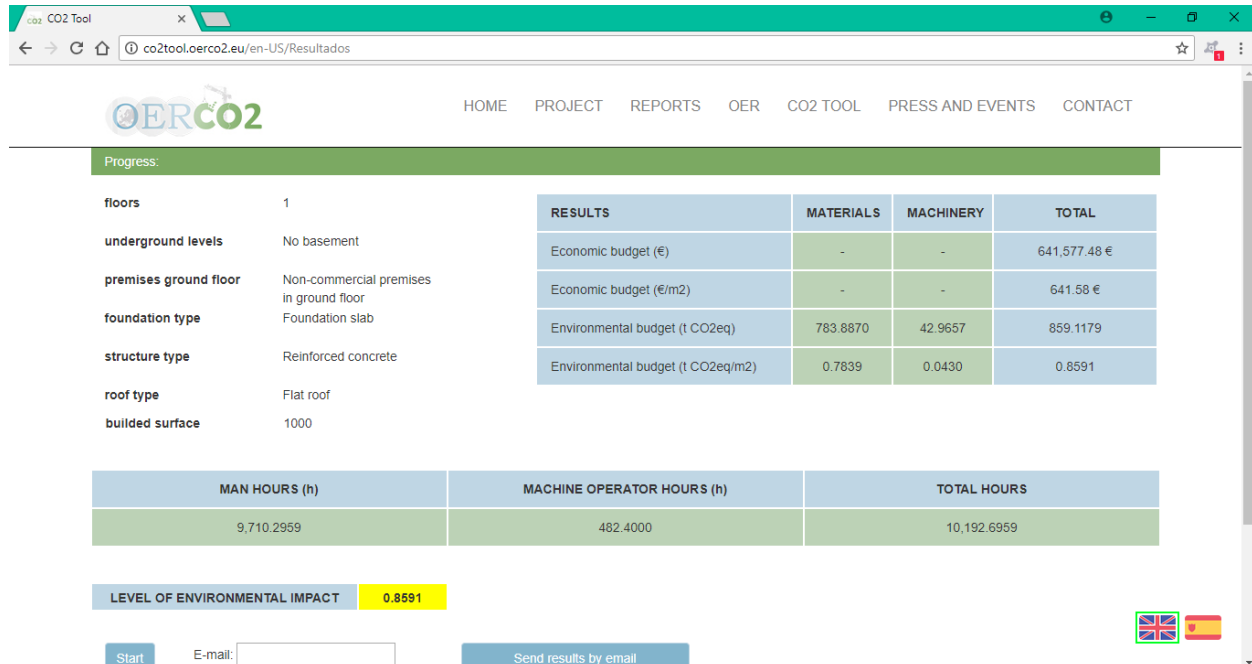 CO2 CO2 Tool
co2tool.oerco2.eu/en-US/Resultados
1
OERCO2
HOME PROJECT REPORTS OER CO2 TOOL PRESS AND EVENTS CONTACT
Progress:
floors 1
underground levels No basement
premises ground floor Non-commercial premises
in ground floor
foundation type Foundation slab
structure type Reinforced concrete
roof type Flat roof
builded surface 1000
RESULTS MATERIALS MACHINERY TOTAL
Economic budget (€) - - 641,577.48 €
Economic budget (€/m2) - - 641.58 €
Environmental budget (t CO2eq) 783.8870 42.9657 859.1179
Environmental budget (t CO2eq/m2) 0.7839 0.0430 0.8591
MAN HOURS (h) MACHINE OPERATOR HOURS (h) TOTAL HOURS
9,710.2959 482.4000 10,192.6959
LEVEL OF ENVIRONMENTAL IMPACT 0.8591
Start E-mail: Send results by email